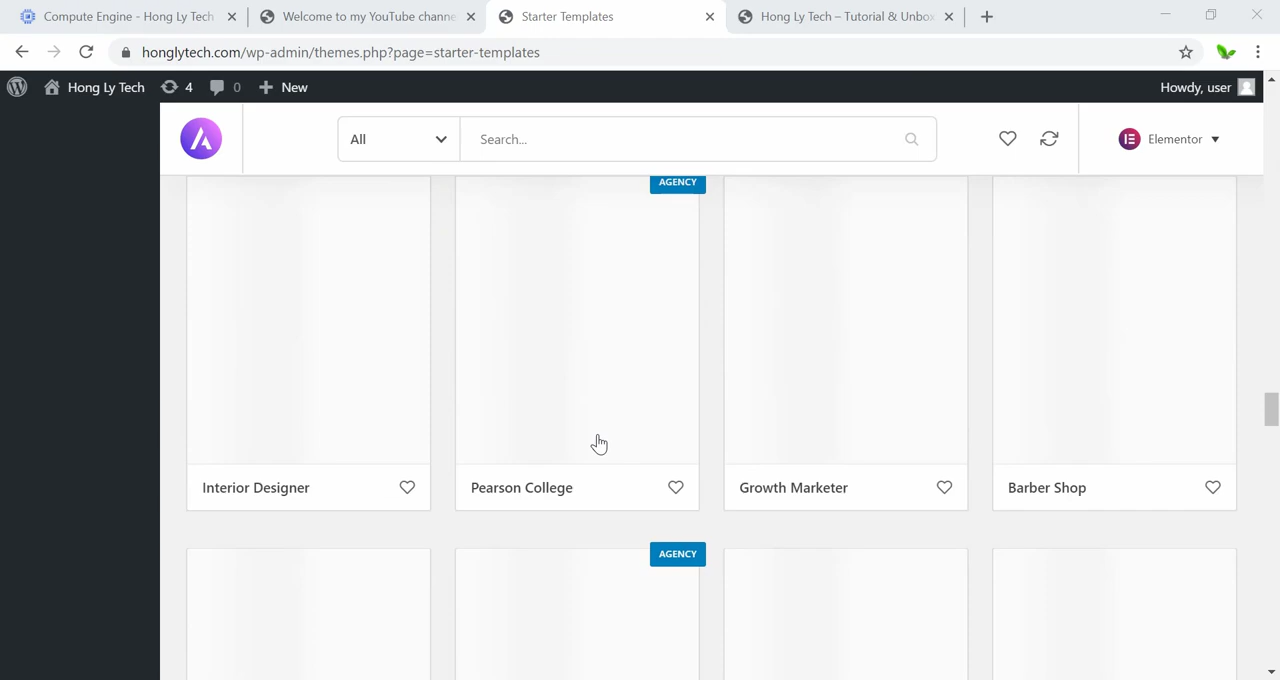 Compute Engine - Hong Ly Tech
Welcome to my YouTube channe
Starter Templates
Hong Ly Tech – Tutorial & Unbox
honglytech.com/wp-admin/themes.php?page=starter-templates
Hong Ly Tech
4
0
New
Howdy, user
All
Search...
Elementor
AGENCY
Interior Designer
Pearson College
Growth Marketer
Barber Shop
AGENCY